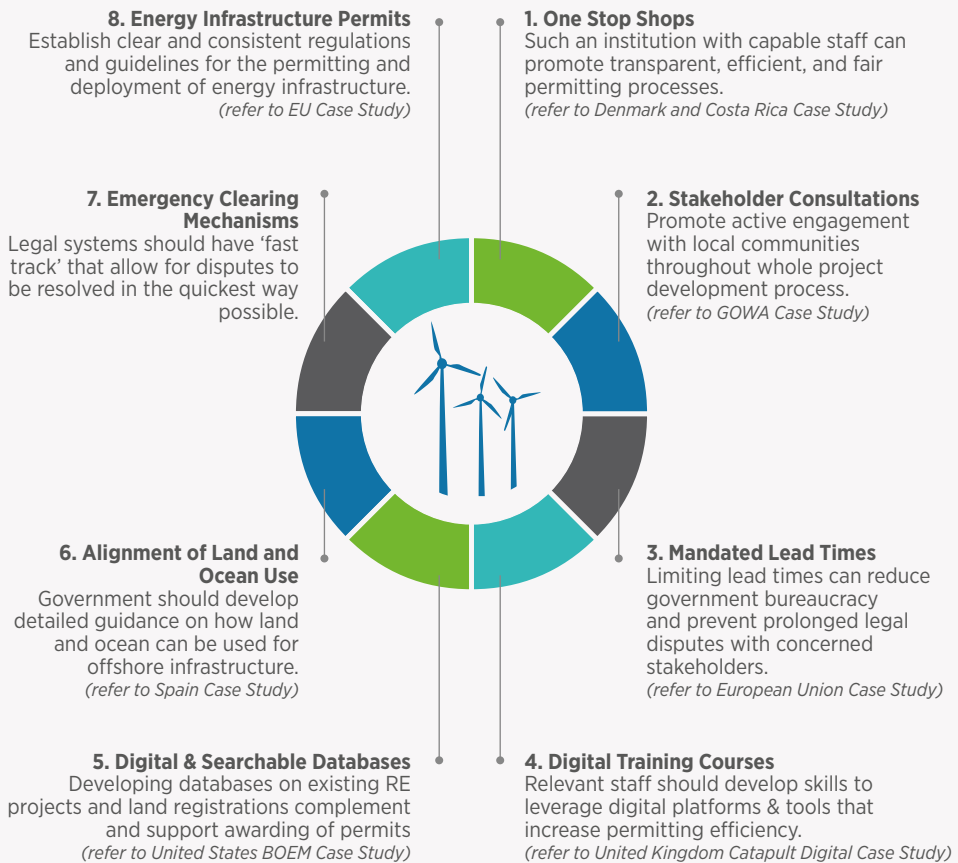 8. Energy Infrastructure Permits
Establish clear and consistent regulations
and guidelines for the permitting and
deployment of energy infrastructure.
(refer to EU Case Study)
1. One Stop Shops
Such an institution with capable staff can
promote transparent, efficient, and fair
permitting processes.
(refer to Denmark and Costa Rica Case Study)
7. Emergency Clearing
Mechanisms
Legal systems should have ‘fast
track’ that allow for disputes to
be resolved in the quickest way
possible.
2. Stakeholder Consultations
Promote active engagement
with local communities
throughout whole project
development process.
(refer to GOWA Case Study)
6. Alignment of Land and
Ocean Use
Government should develop
detailed guidance on how land
and ocean can be used for
offshore infrastructure.
(refer to Spain Case Study)
3. Mandated Lead Times
Limiting lead times can reduce
government bureaucracy
and prevent prolonged legal
disputes with concerned
stakeholders.
(refer to European Union Case Study)
5. Digital & Searchable Databases
Developing databases on existing RE
projects and land registrations complement
and support awarding of permits
(refer to United States BOEM Case Study)
4. Digital Training Courses
Relevant staff should develop skills to
leverage digital platforms & tools that
increase permitting efficiency.
(refer to United Kingdom Catapult Digital Case Study)